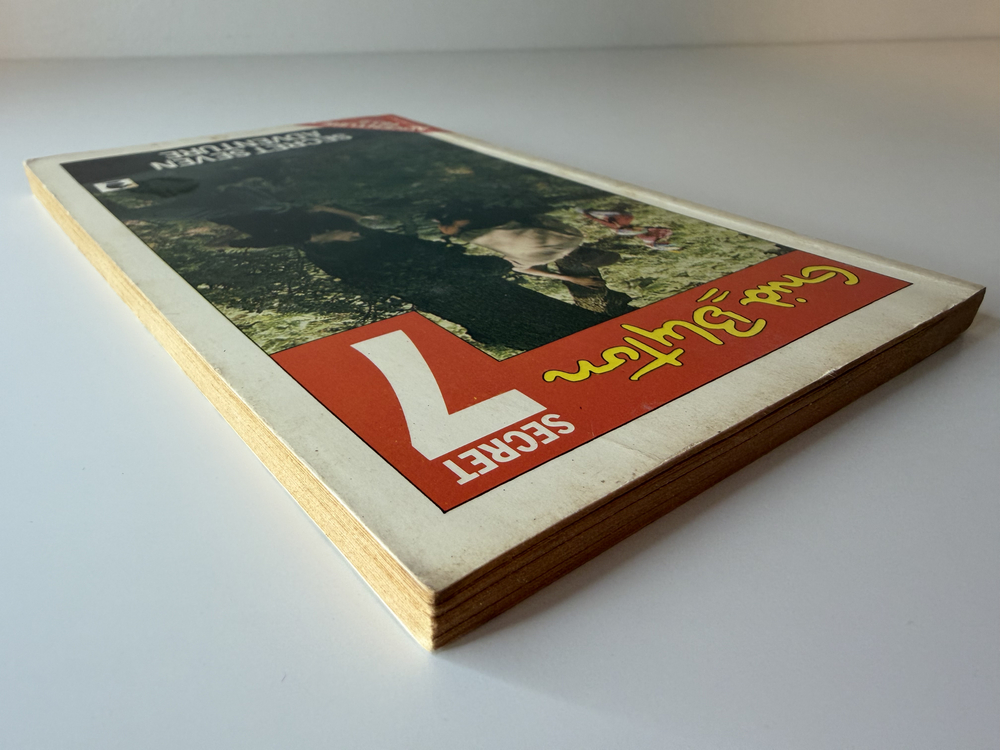 Enid Blyton
SECRET
7
SECRET SEVEN
ADVENTURE